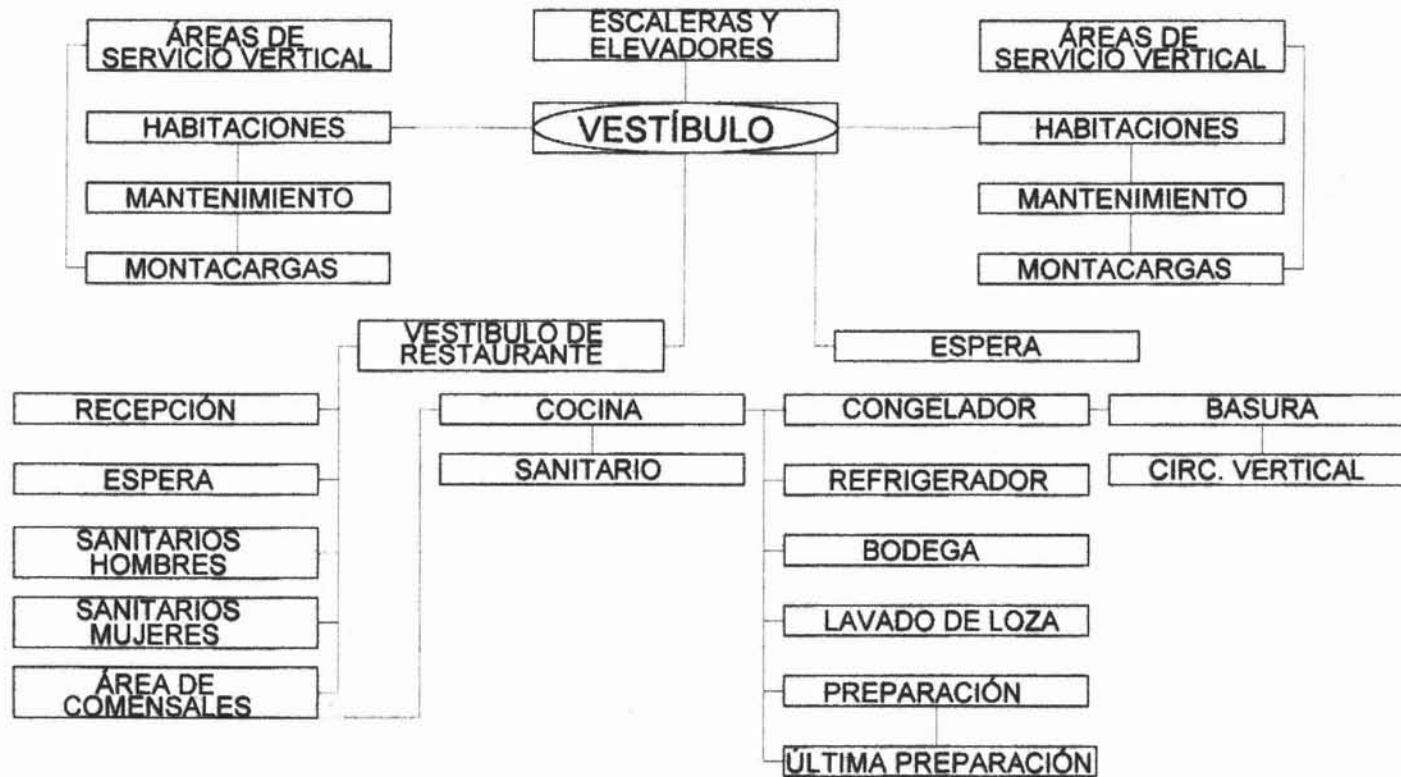 ÁREAS DE
SERVICIO VERTICAL
ESCALERAS Y
ELEVADORES
ÁREAS DE
SERVICIO VERTICAL
HABITACIONES
VESTÍBULO
HABITACIONES
MANTENIMIENTO
MANTENIMIENTO
MONTACARGAS
MONTACARGAS
VESTIBULO DE
RESTAURANTE
ESPERA
RECEPCIÓN
COCINA
CONGELADOR
BASURA
ESPERA
SANITARIO
REFRIGERADOR
CIRC. VERTICAL
SANITARIOS
HOMBRES
BODEGA
SANITARIOS
MUJERES
LAVADO DE LOZA
ÁREA DE
COMENSALES
PREPARACIÓN
ÚLTIMA PREPARACIÓN